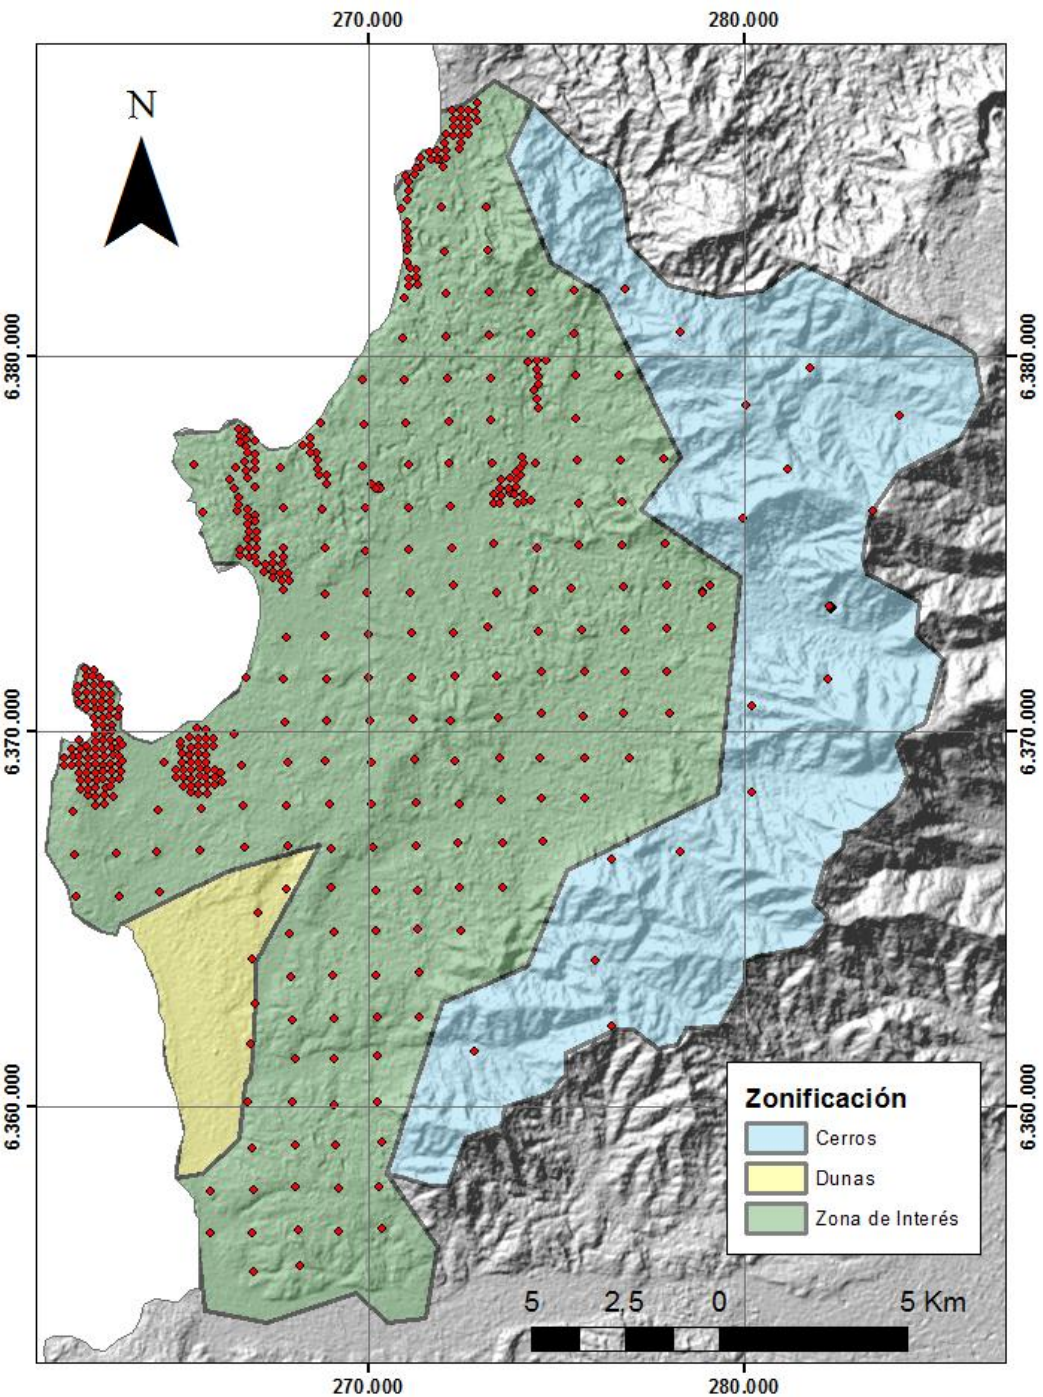 270.000 280.000
N
6.380.000 6.380.000
6.370.000 6.370.000
6.360.000 6.360.000
Zonificación
Cerros
Dunas
Zona de Interés
5 2.5 0 5 Km
270.000 280.000